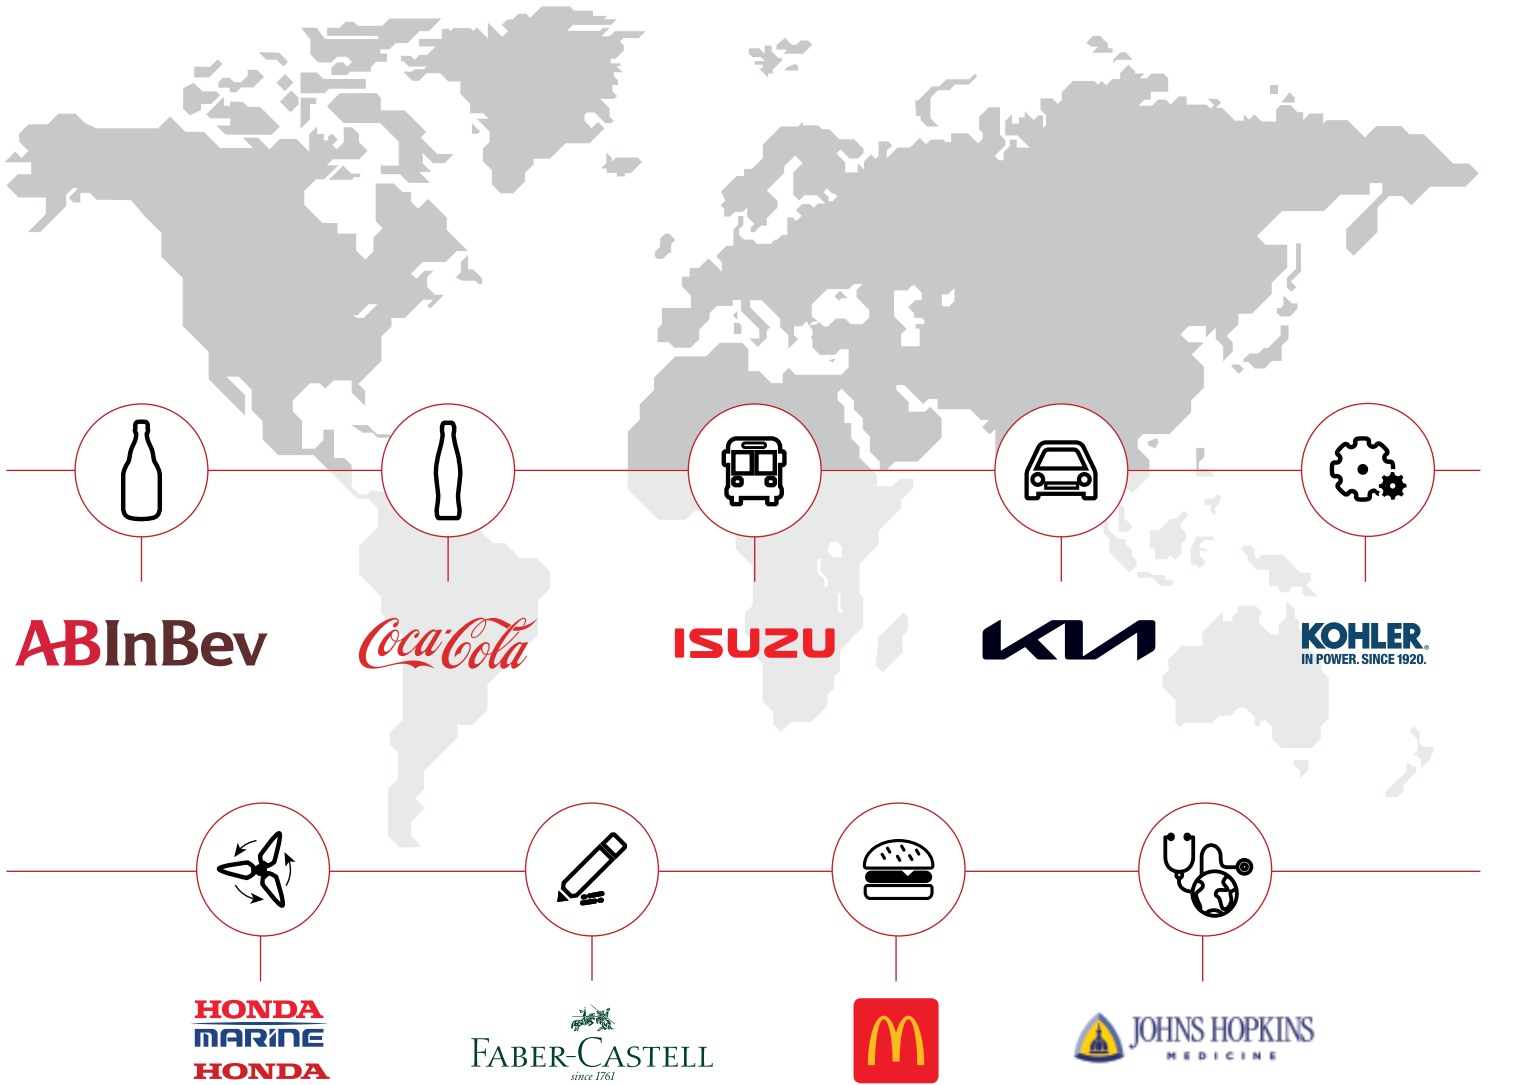 ABInBev
Coca-Cola
ISUZU
KIA
KOHLER®
IN POWER. SINCE 1920.
HONDA
MARINE
HONDA
FABER-CASTELL
since 1761
JOHNS HOPKINS
MEDICINE